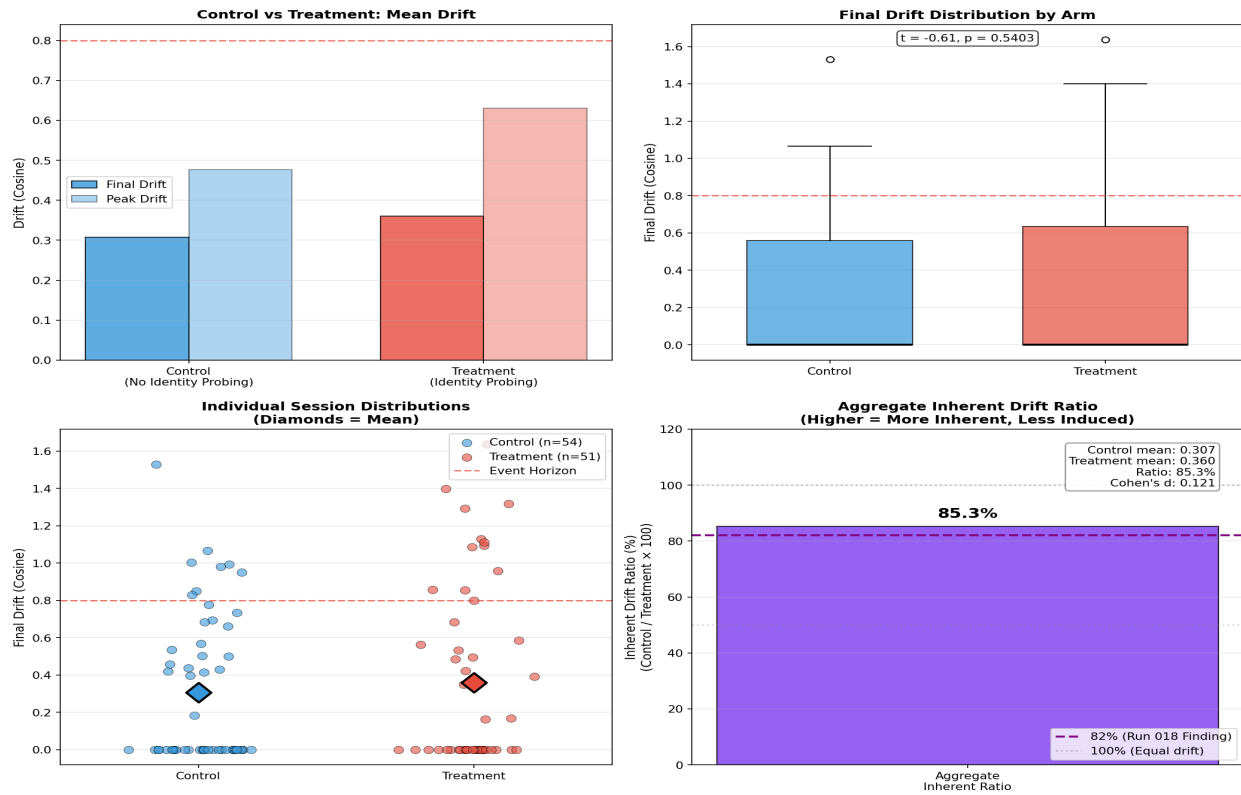 Control vs Treatment: Mean Drift
Drift (Cosine)
0.8
0.7
0.6
0.5
0.4
0.3
0.2
0.1
0.0
Final Drift
Peak Drift
Control
(No Identity Probing)
Treatment
(Identity Probing)
Final Drift Distribution by Arm
t = -0.61, p = 0.5403
Final Drift (Cosine)
1.6
1.4
1.2
1.0
0.8
0.6
0.4
0.2
0.0
Control
Treatment
Individual Session Distributions
(Diamonds = Mean)
Final Drift (Cosine)
1.6
1.4
1.2
1.0
0.8
0.6
0.4
0.2
0.0
Control (n=54)
Treatment (n=51)
Event Horizon
Control
Treatment
Aggregate Inherent Drift Ratio
(Higher = More Inherent, Less Induced)
Inherent Drift Ratio (%)
(Control / Treatment x 100)
120
100
80
60
40
20
0
Control mean: 0.307
Treatment mean: 0.360
Ratio: 85.3%
Cohen's d: 0.121
85.3%
82% (Run 018 Finding)
100% (Equal drift)
Aggregate
Inherent Ratio